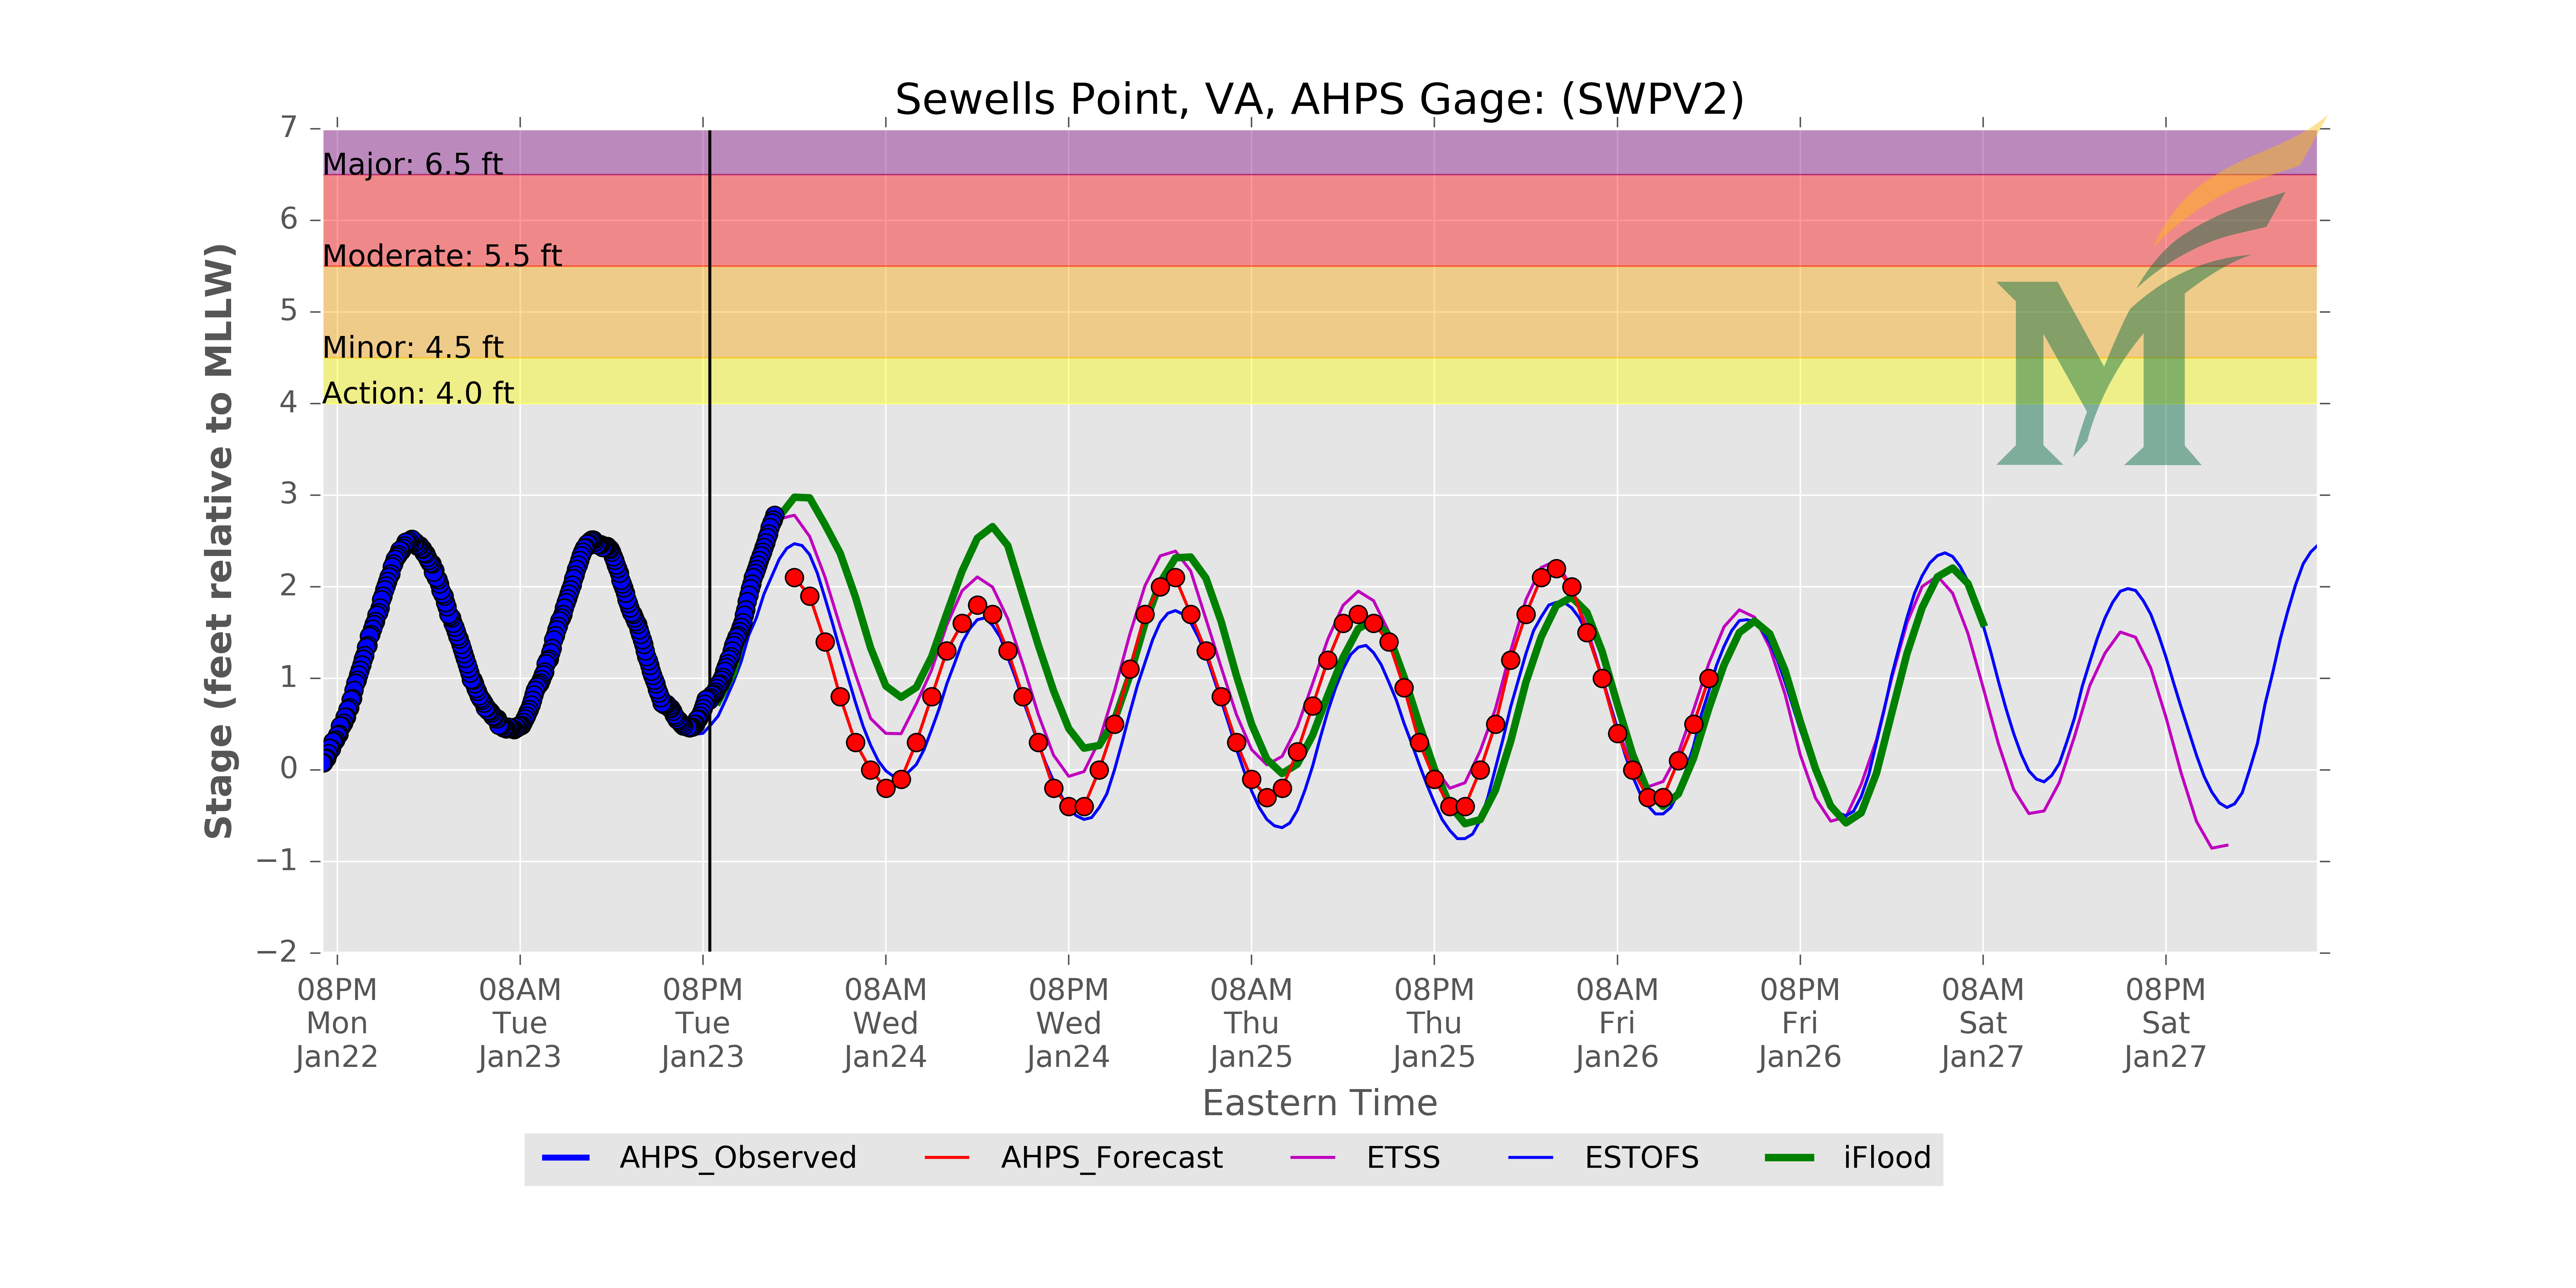 Sewells Point, VA, AHPS Gage: (SWPV2)
7
6
5
4
3
2
1
0
−1
−2
Stage (feet relative to MLLW)
Major: 6.5 ft
Moderate: 5.5 ft
Minor: 4.5 ft
Action: 4.0 ft
M
08PM 08AM 08PM 08AM 08PM 08AM 08PM 08AM 08PM 08AM 08PM
Mon Tue Tue Wed Wed Thu Thu Fri Fri Sat Sat
Jan22 Jan23 Jan23 Jan24 Jan24 Jan25 Jan25 Jan26 Jan26 Jan27 Jan27
Eastern Time
AHPS_Observed AHPS_Forecast ETSS ESTOFS iFlood